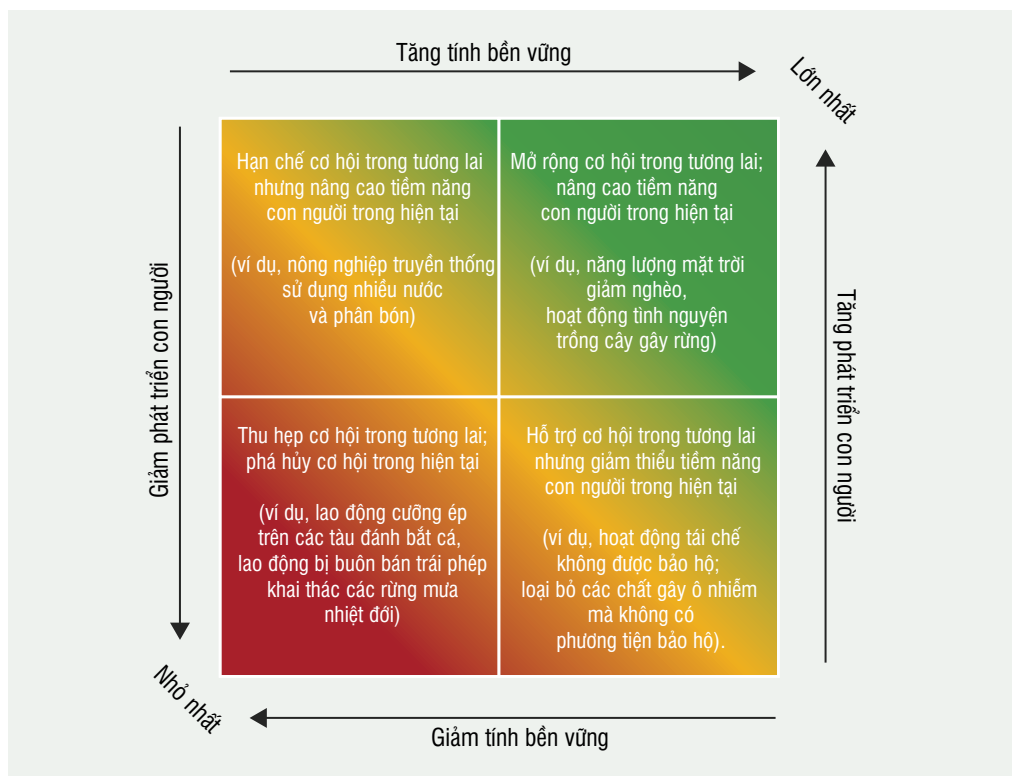 Tăng tính bền vững
Lớn nhất
Giảm phát triển con người
Hạn chế cơ hội trong tương lai
nhưng nâng cao tiềm năng
con người trong hiện tại
(ví dụ, nông nghiệp truyền thống
sử dụng nhiều nước
và phân bón)
Mở rộng cơ hội trong tương lai;
nâng cao tiềm năng
con người trong hiện tại
(ví dụ, năng lượng mặt trời
giảm nghèo,
hoạt động tình nguyện
trồng cây gây rừng)
Tăng phát triển con người
Thu hẹp cơ hội trong tương lai;
phá hủy cơ hội trong hiện tại
(ví dụ, lao động cưỡng ép
trên các tàu đánh bắt cá,
lao động bị buôn bán trái phép
khai thác các rừng mưa
nhiệt đới)
Hỗ trợ cơ hội trong tương lai
nhưng giảm thiểu tiềm năng
con người trong hiện tại
(ví dụ, hoạt động tái chế
không được bảo hộ;
loại bỏ các chất gây ô nhiễm
mà không có
phương tiện bảo hộ).
Nhỏ nhất
Giảm tính bền vững